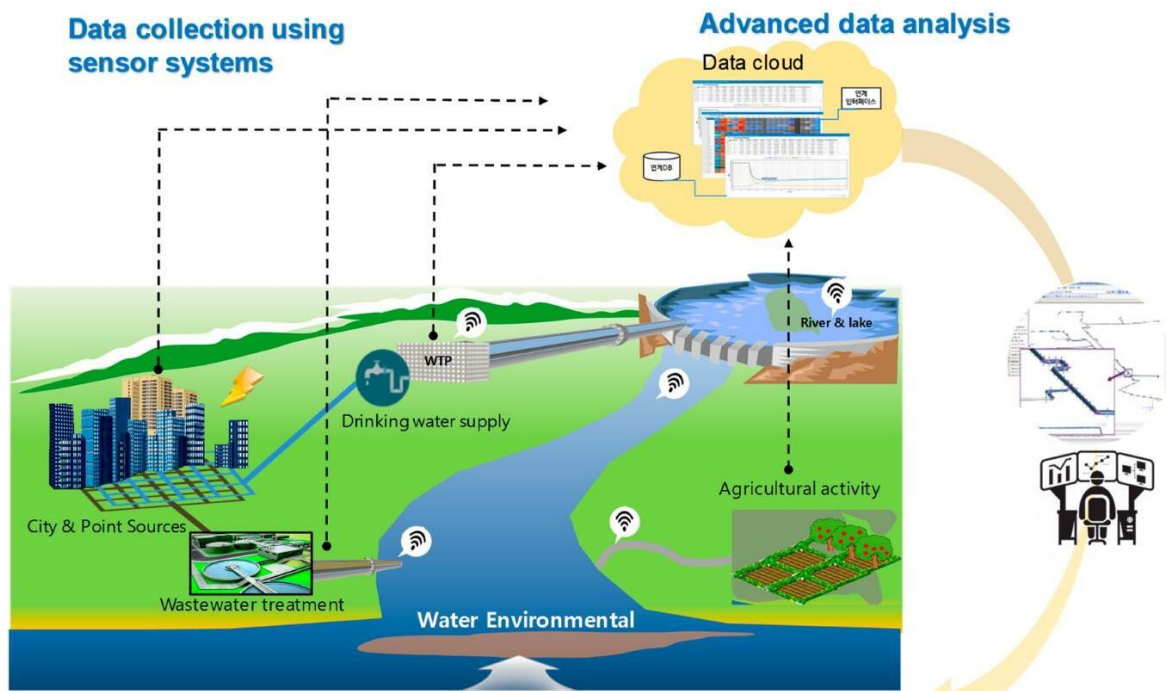 Data collection using
sensor systems
Advanced data analysis
Data cloud
연계
인터페이스
연계DB
River & lake
WTP
Drinking water supply
Agricultural activity
City & Point Sources
Wastewater treatment
Water Environmental